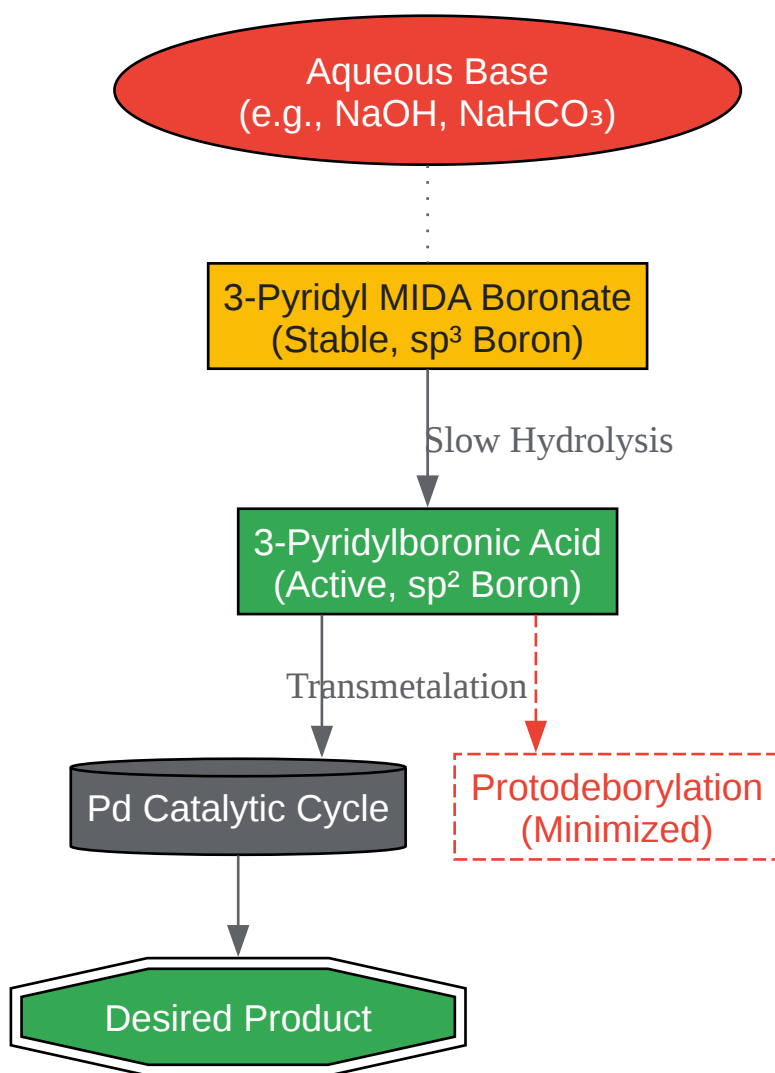 Aqueous Base
(e.g., NaOH, NaHCO₃)
3-Pyridyl MIDA Boronate
(Stable, sp³ Boron)
Slow Hydrolysis
3-Pyridylboronic Acid
(Active, sp² Boron)
Transmetalation
Pd Catalytic Cycle
Protodeborylation
(Minimized)
Desired Product